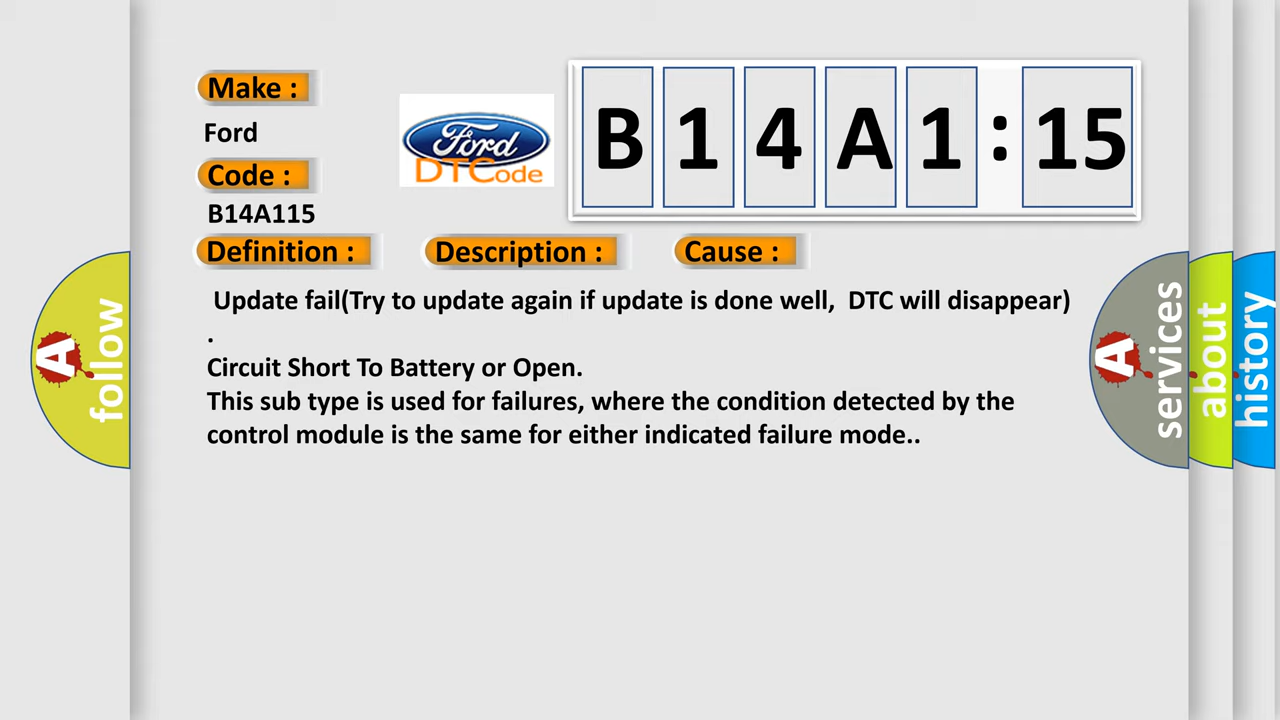 Make :
Ford
Code :
B14A115
Ford
DTCode
B14A1:15
Definition :
Description :
Cause :
Update fail(Try to update again if update is done well, DTC will disappear)
.
Circuit Short To Battery or Open.
This sub type is used for failures, where the condition detected by the
control module is the same for either indicated failure mode..
A
follow
A
services
about
history